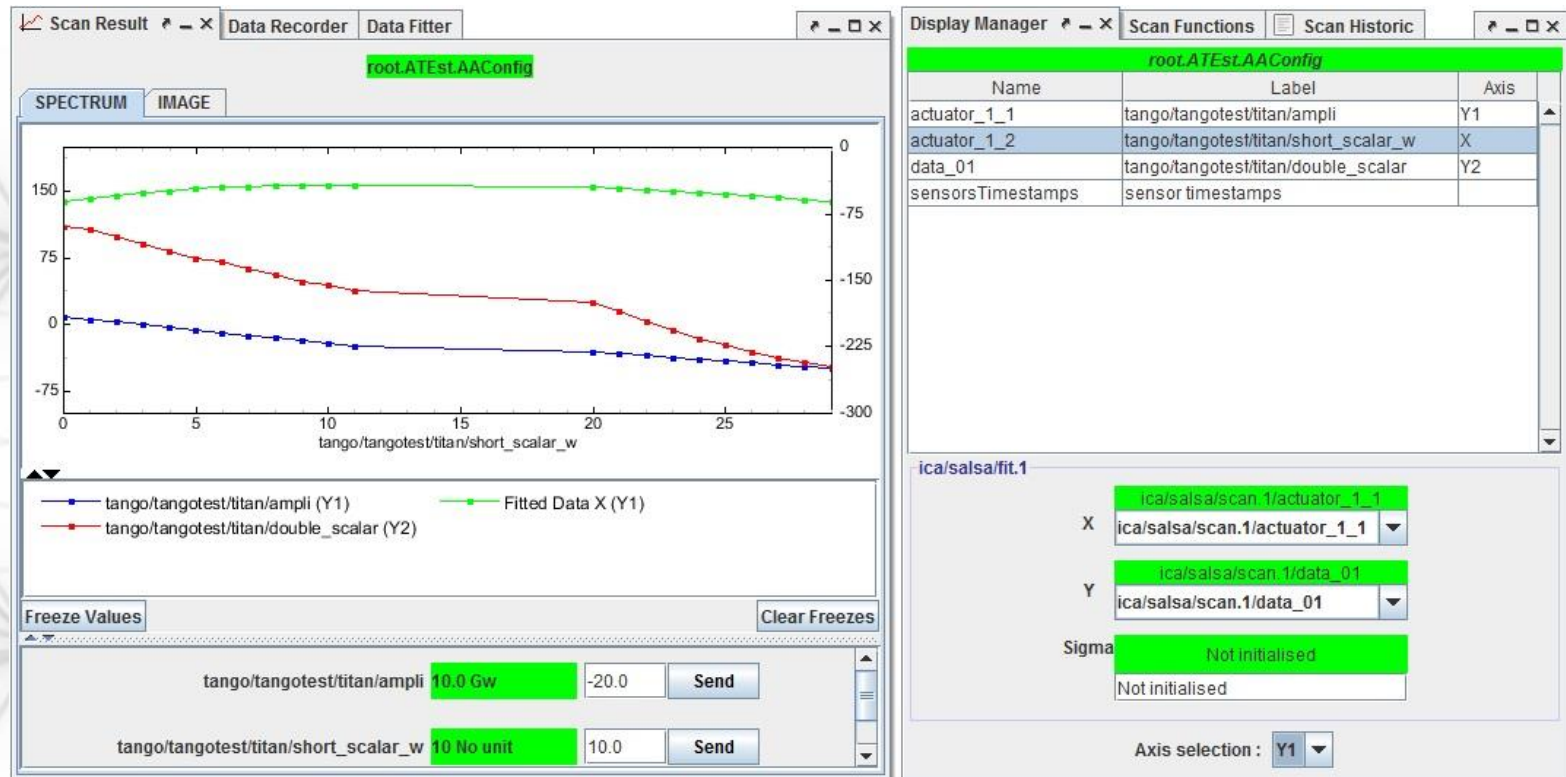 Scan Result
Data Recorder
Data Fitter
root.ATEst.AAConfig
SPECTRUM
IMAGE
150
75
0
-75
0
-75
-150
-225
-300
0 5 10 15 20 25
tango/tangotest/titan/short_scalar_w
tango/tangotest/titan/ampli (Y1)
Fitted Data X (Y1)
tango/tangotest/titan/double_scalar (Y2)
Freeze Values
Clear Freezes
tango/tangotest/titan/ampli 10.0 Gw -20.0 Send
tango/tangotest/titan/short_scalar_w 10 No unit 10.0 Send
Display Manager
Scan Functions
Scan Historic
root.ATEst.AAConfig
Name Label Axis
actuator_1_1 tango/tangotest/titan/ampli Y1
actuator_1_2 tango/tangotest/titan/short_scalar_w X
data_01 tango/tangotest/titan/double_scalar Y2
sensorsTimestamps sensor timestamps
ica/salsa/fit.1
ica/salsa/scan.1/actuator_1_1
X ica/salsa/scan.1/actuator_1_1
ica/salsa/scan.1/data_01
Y ica/salsa/scan.1/data_01
Sigma Not initialised
Not initialised
Axis selection : Y1